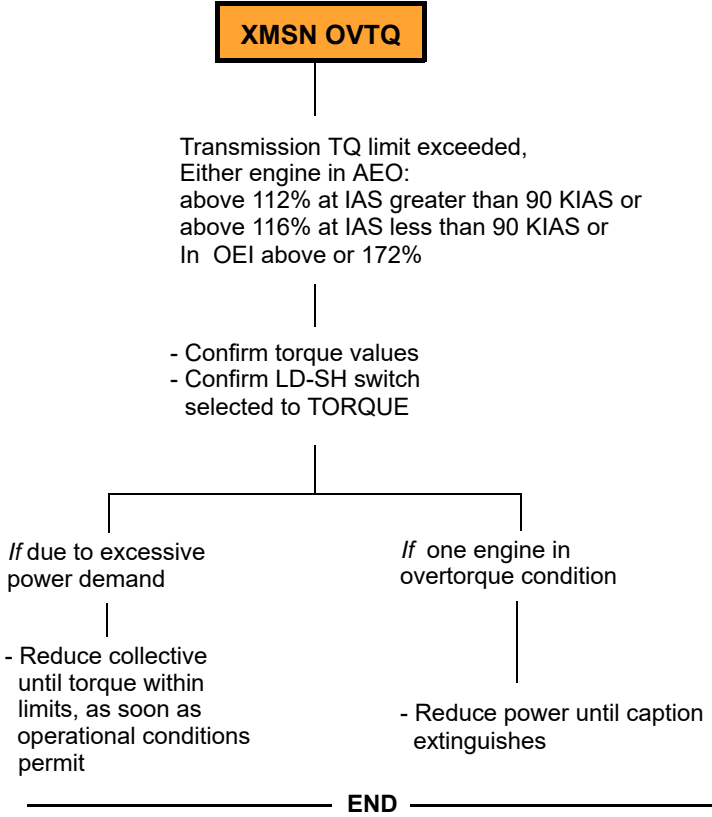 XMSN OVTQ
Transmission TQ limit exceeded,
Either engine in AEO:
above 112% at IAS greater than 90 KIAS or
above 116% at IAS less than 90 KIAS or
In OEI above or 172%
- Confirm torque values
- Confirm LD-SH switch
selected to TORQUE
If due to excessive
power demand
- Reduce collective
until torque within
limits, as soon as
operational conditions
permit
If one engine in
overtorque condition
- Reduce power until caption
extinguishes
END